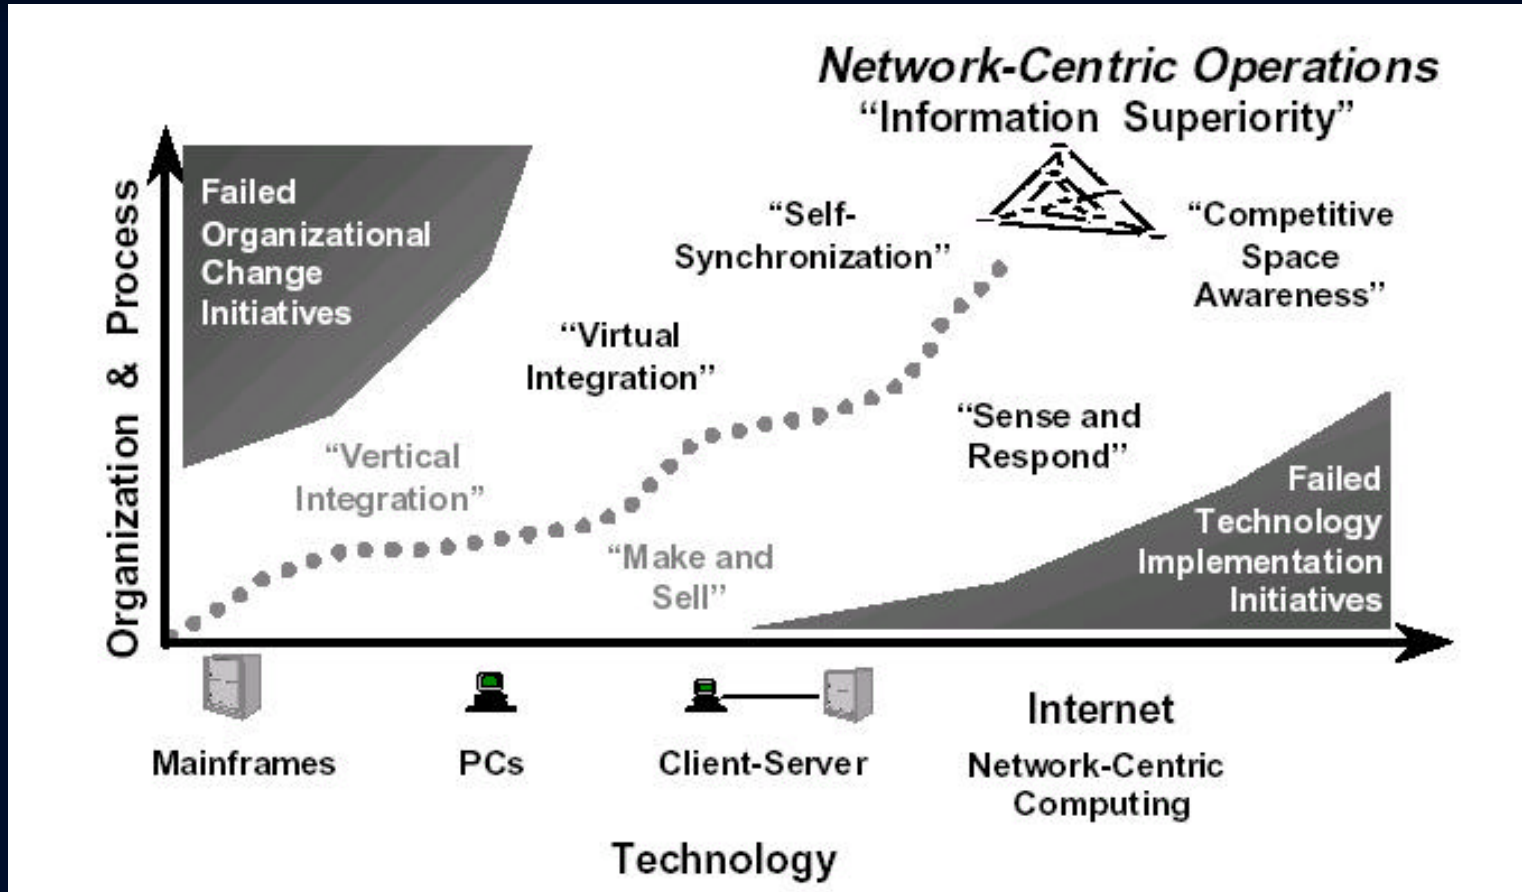 Network-Centric Operations
“Information Superiority”
Failed
Organizational
Change
Initiatives
“Self-
Synchronization”
“Competitive
Space
Awareness”
“Virtual
Integration”
“Vertical
Integration”
“Sense and
Respond”
“Make and
Sell”
Failed
Technology
Implementation
Initiatives
Organization & Process
Mainframes
PCs
Client-Server
Internet
Network-Centric
Computing
Technology